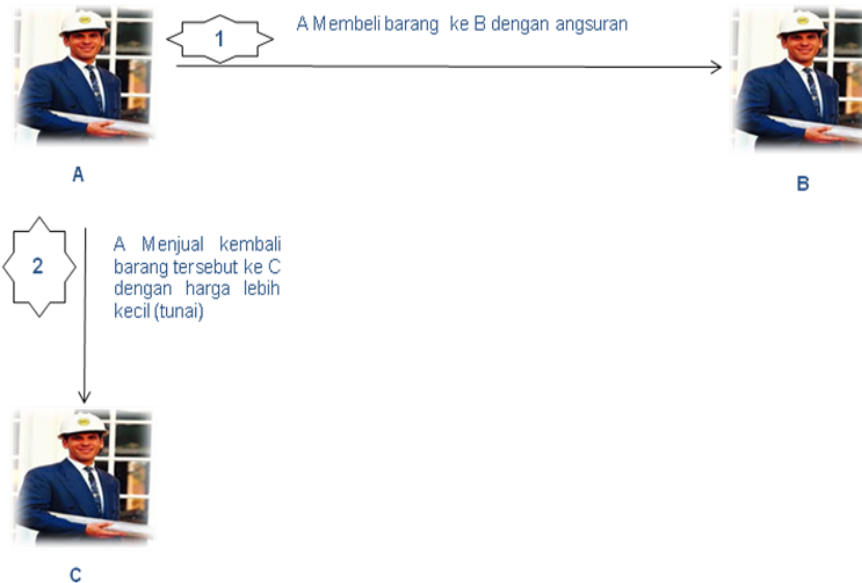 1
A Membeli barang ke B dengan angsuran
A
B
2
A Menjual kembali
barang tersebut ke C
dengan harga lebih
kecil (tunai)
C